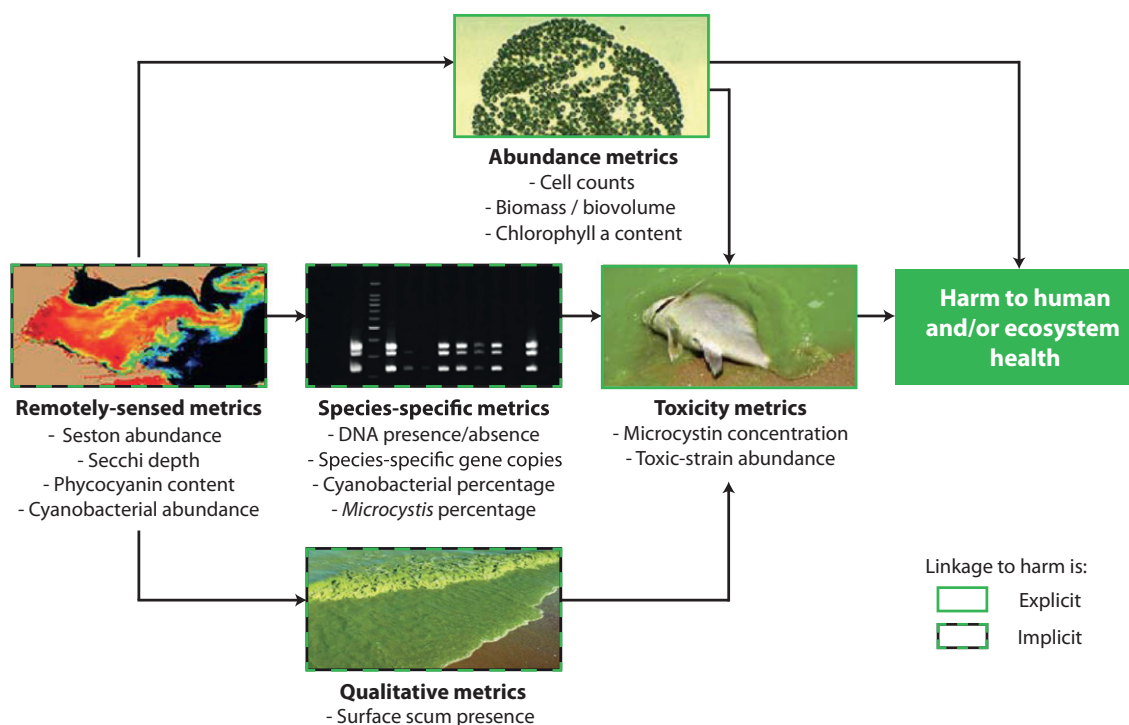 Abundance metrics
- Cell counts
- Biomass / biovolume
- Chlorophyll a content
Harm to human
and/or ecosystem
health
Remotely-sensed metrics
- Seston abundance
- Secchi depth
- Phycocyanin content
- Cyanobacterial abundance
Species-specific metrics
- DNA presence/absence
- Species-specific gene copies
- Cyanobacterial percentage
- Microcystis percentage
Toxicity metrics
- Microcystin concentration
- Toxic-strain abundance
Qualitative metrics
- Surface scum presence
Linkage to harm is:
Explicit
Implicit